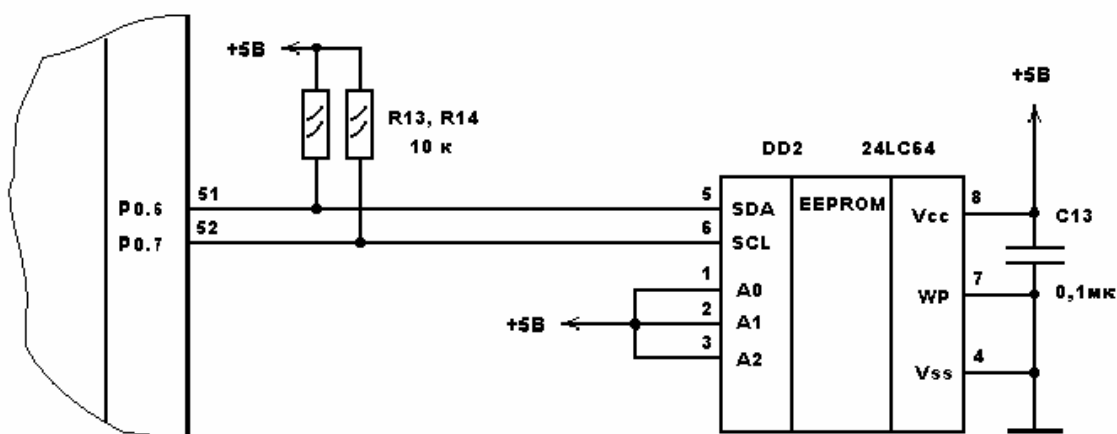 +5В
+5В
R13, R14
10 к
DD2 24LC64
P0.6 51 5 SDA EEPROM Vcc 8 C13
P0.7 52 6 SCL
1 A0 WP 7 0,1мк
+5В 2 A1
3 A2 Vss 4